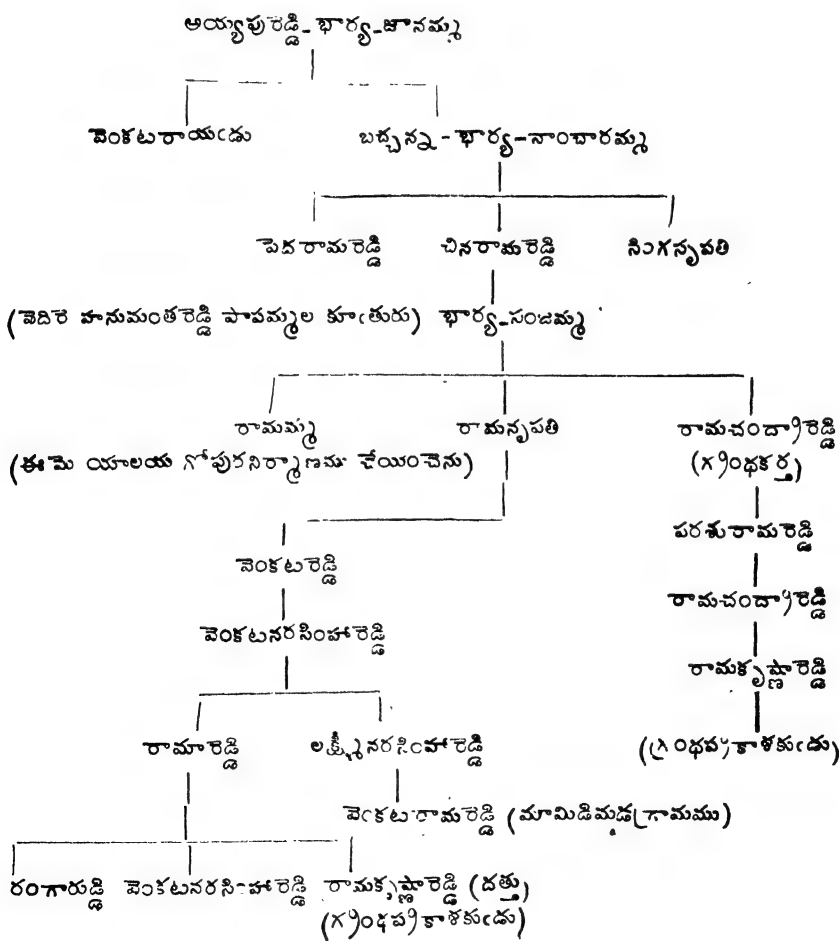 అయ్యపురెడ్డి - భార్య - జానమ్మ
వెంకటరాయఁడు బచ్చన్న - భార్య - నాంచారమ్మ
పెదరామరెడ్డి చినరామరెడ్డి సింగనృపతి
(వెదిరె హనుమంతరెడ్డి పాపమ్మల కూఁతురు) భార్య - సంజమ్మ
రామమ్మ రామనృపతి రామచంద్రారెడ్డి
(ఈమె యాలయ గోపురనిర్మాణము చేయించెను) (గ్రంథకర్త)
పరశురామరెడ్డి
వెంకటరెడ్డి
రామచంద్రారెడ్డి
వెంకటనరసింహారెడ్డి
రామకృష్ణారెడ్డి
రామారెడ్డి లక్ష్మీనరసింహారెడ్డి (గ్రంథప్రకాశకుఁడు)
వెంకటరామరెడ్డి (మామిడిమడ గ్రామము)
రంగారుడ్డి వెంకటనరసింహారెడ్డి రామకృష్ణారెడ్డి (దత్తు)
(గ్రంథప్రకాశకుఁడు)